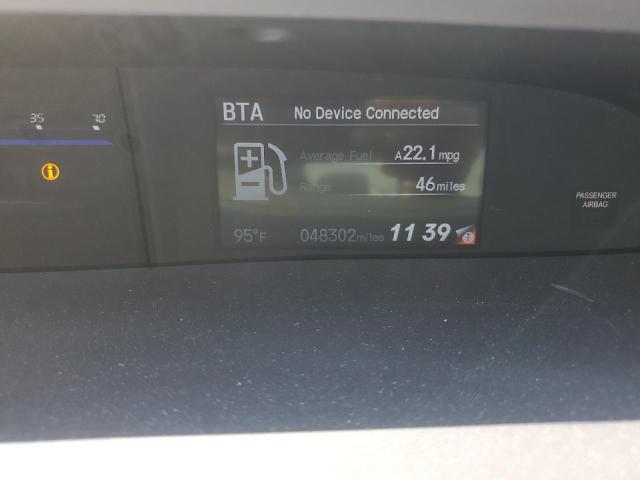 35 70
BTA No Device Connected
Average Fuel A22.1mpg
Range 46miles
PASSENGER
AIRBAG
95°F 048302miles 11 39